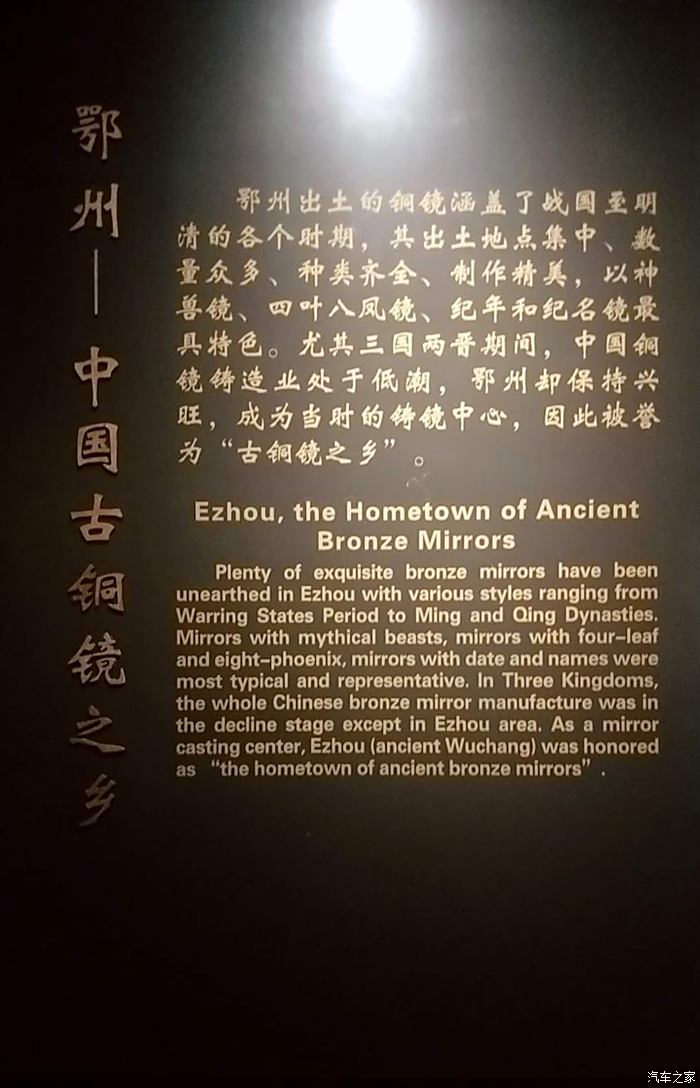 鄂州—中国古铜镜之乡
鄂州出土的铜镜涵盖了战国至明
清的各个时期，其出土地点集中、数
量众多、种类齐全、制作精美，以神
兽镜、四叶八凤镜、纪年和纪名镜最
具特色。尤其三国两晋期间，中国铜
镜铸造业处于低潮，鄂州却保持兴
旺，成为当时的铸镜中心，因此被誉
为“古铜镜之乡”。
Ezhou, the Hometown of Ancient
Bronze Mirrors
Plenty of exquisite bronze mirrors have been
unearthed in Ezhou with various styles ranging from
Warring States Period to Ming and Qing Dynasties.
Mirrors with mythical beasts, mirrors with four-leaf
and eight-phoenix, mirrors with date and names were
most typical and representative. In Three Kingdoms,
the whole Chinese bronze mirror manufacture was in
the decline stage except in Ezhou area. As a mirror
casting center, Ezhou (ancient Wuchang) was honored
as “the hometown of ancient bronze mirrors” .
汽车之家